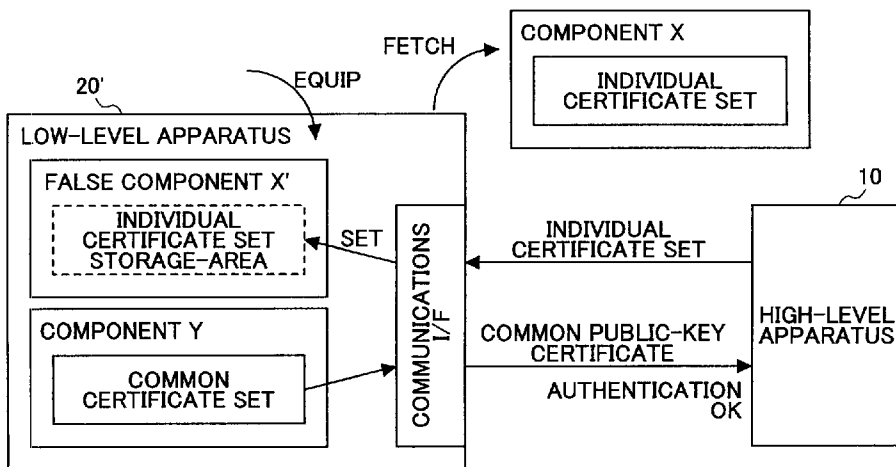 COMPONENT X
INDIVIDUAL
CERTIFICATE SET
FETCH
EQUIP
20'
LOW-LEVEL APPARATUS
FALSE COMPONENT X'
INDIVIDUAL
CERTIFICATE SET
STORAGE-AREA
SET
COMPONENT Y
COMMON
CERTIFICATE SET
COMMUNICATIONS
I/F
INDIVIDUAL
CERTIFICATE SET
COMMON PUBLIC-KEY
CERTIFICATE
AUTHENTICATION
OK
10
HIGH-LEVEL
APPARATUS